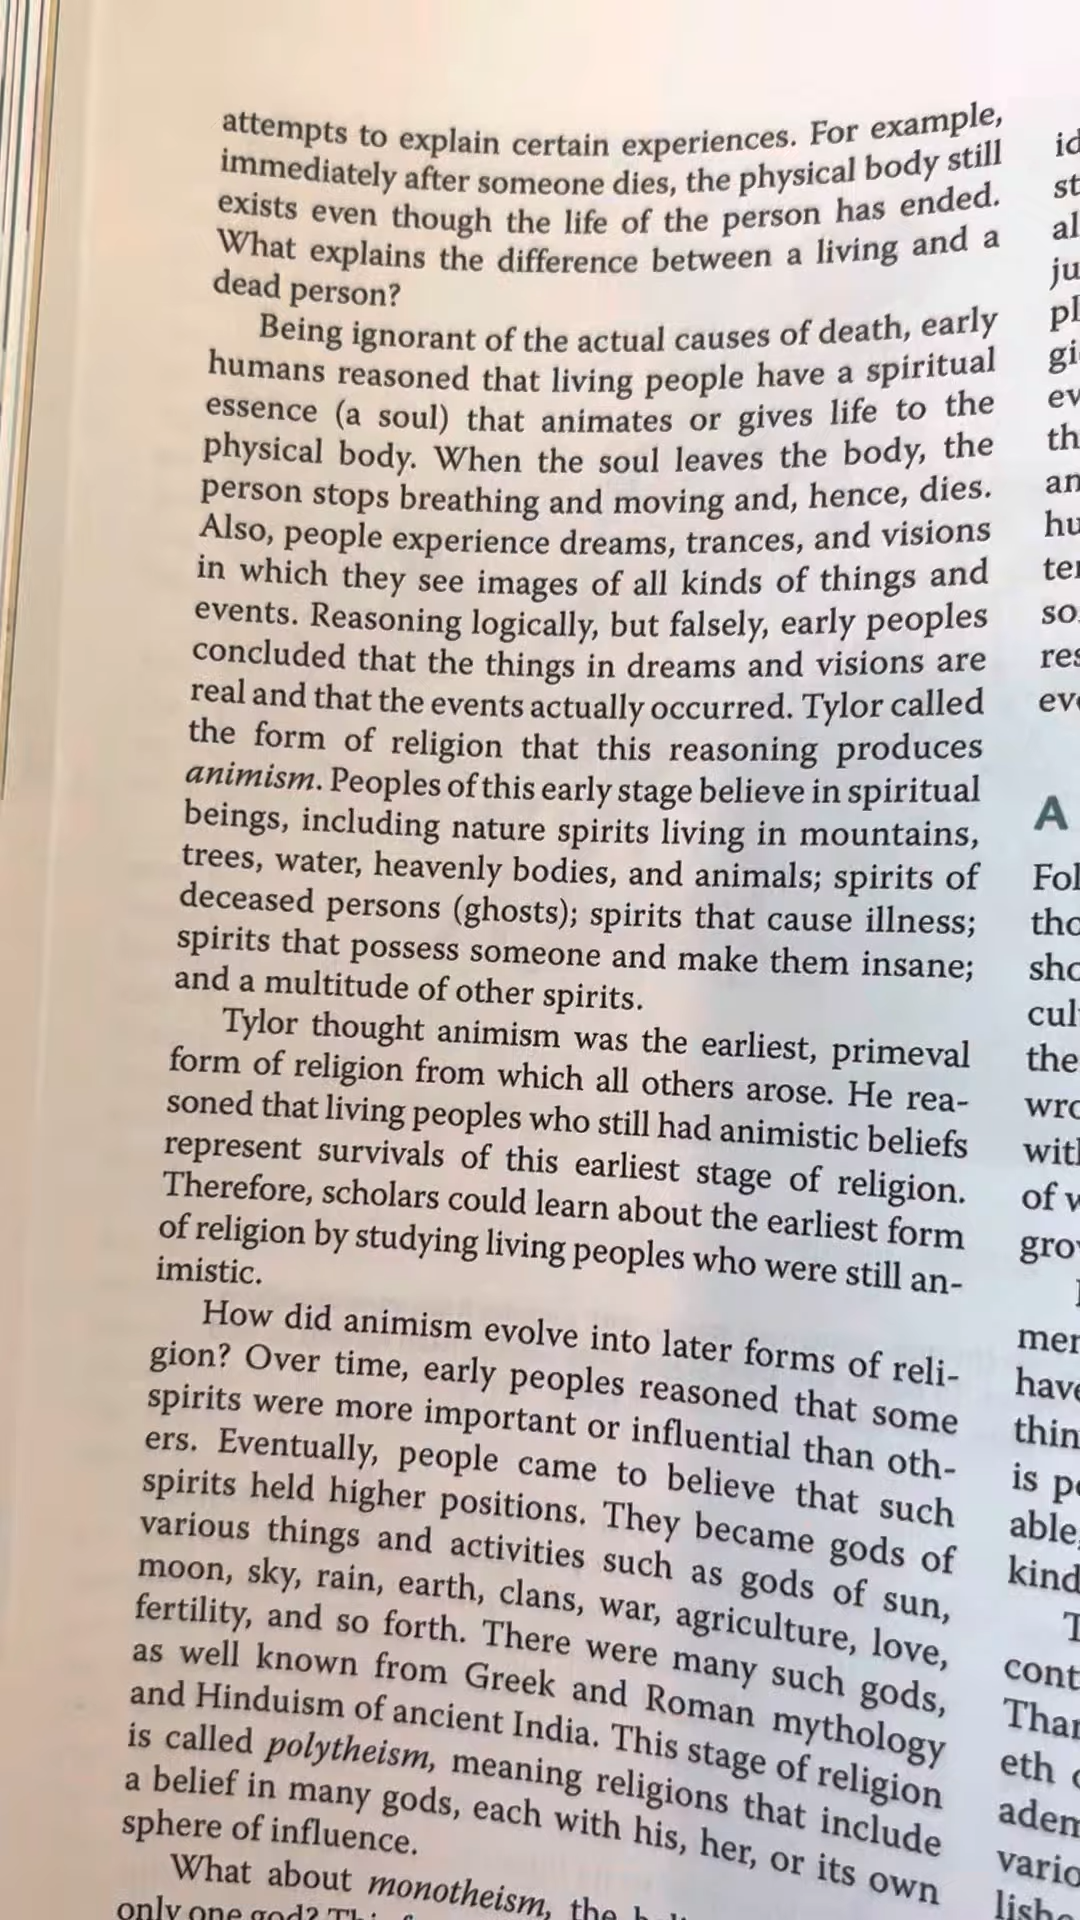 attempts to explain certain experiences. For example,
immediately after someone dies, the physical body still
exists even though the life of the person has ended.
What explains the difference between a living and a
dead person?
Being ignorant of the actual causes of death, early
humans reasoned that living people have a spiritual
essence (a soul) that animates or gives life to the
physical body. When the soul leaves the body, the
person stops breathing and moving and, hence, dies.
Also, people experience dreams, trances, and visions
in which they see images of all kinds of things and
events. Reasoning logically, but falsely, early peoples
concluded that the things in dreams and visions are
real and that the events actually occurred. Tylor called
the form of religion that this reasoning produces
animism. Peoples of this early stage believe in spiritual
beings, including nature spirits living in mountains,
trees, water, heavenly bodies, and animals; spirits of
deceased persons (ghosts); spirits that cause illness;
spirits that possess someone and make them insane;
and a multitude of other spirits.
Tylor thought animism was the earliest, primeval
form of religion from which all others arose. He rea-
soned that living peoples who still had animistic beliefs
represent survivals of this earliest stage of religion.
Therefore, scholars could learn about the earliest form
of religion by studying living peoples who were still an-
imistic.
How did animism evolve into later forms of reli-
gion? Over time, early peoples reasoned that some
spirits were more important or influential than oth-
ers. Eventually, people came to believe that such
spirits held higher positions. They became gods of
various things and activities such as gods of sun,
moon, sky, rain, earth, clans, war, agriculture, love,
fertility, and so forth. There were many such gods,
as well known from Greek and Roman mythology
and Hinduism of ancient India. This stage of religion
is called polytheism, meaning religions that include
a belief in many gods, each with his, her, or its own
sphere of influence.
What about monotheism, the
only one god?
A
the
of
is